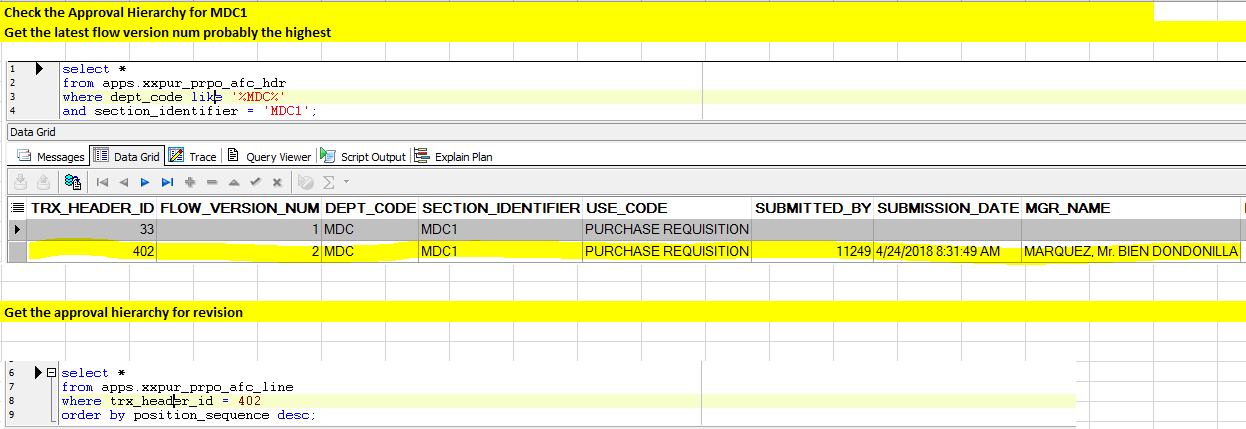 Check the Approval Hierarchy for MDC1
Get the latest flow version num probably the highest
1 select *
2 from apps.xxpur_prpo_afc_hdr
3 where dept_code like '%MDC%'
4 and section_identifier = 'MDC1';
Data Grid
Messages Data Grid Trace Query Viewer Script Output Explain Plan
TRX_HEADER_ID FLOW_VERSION_NUM DEPT_CODE SECTION_IDENTIFIER USE_CODE SUBMITTED_BY SUBMISSION_DATE MGR_NAME
33 1 MDC MDC1 PURCHASE REQUISITION
402 2 MDC MDC1 PURCHASE REQUISITION 11249 4/24/2018 8:31:49 AM MARQUEZ, Mr. BIEN DONDONILLA
Get the approval hierarchy for revision
6 select *
7 from apps.xxpur_prpo_afc_line
8 where trx_header_id = 402
9 order by position_sequence desc;